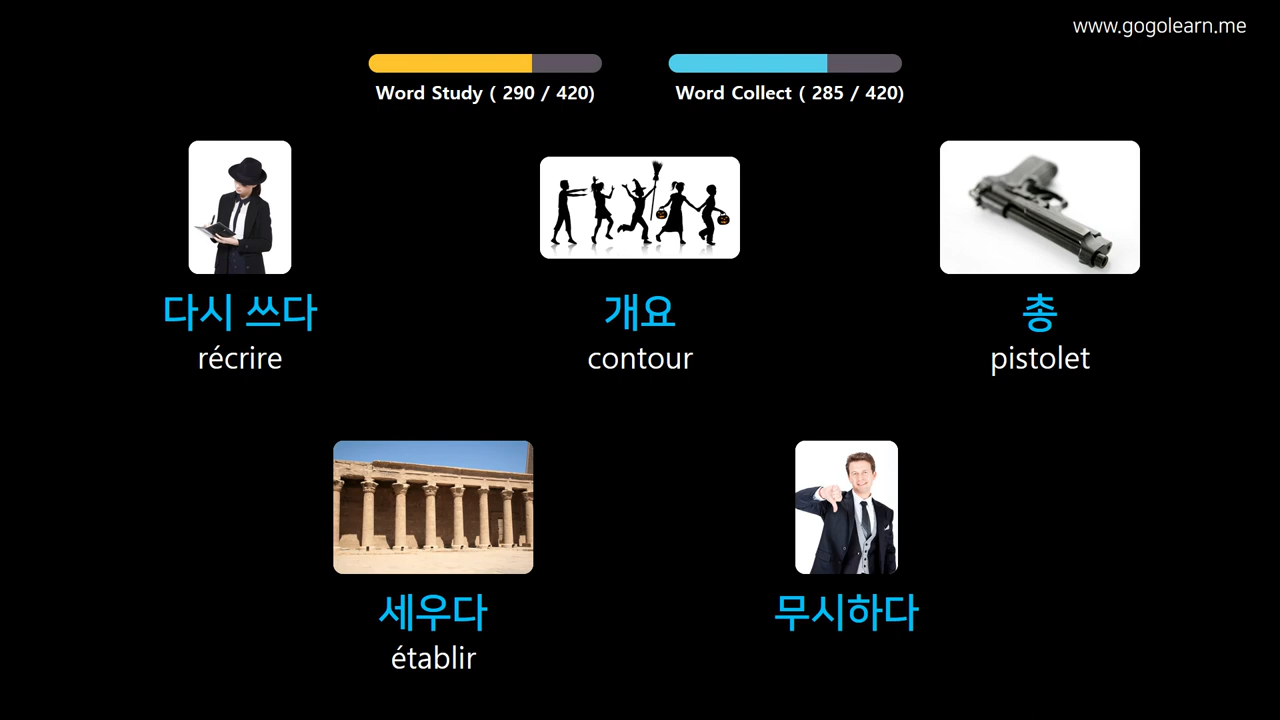 www.gogolearn.me
Word Study ( 290 / 420)
Word Collect ( 285 / 420)
다시 쓰다
récrire
개요
contour
총
pistolet
세우다
établir
무시하다